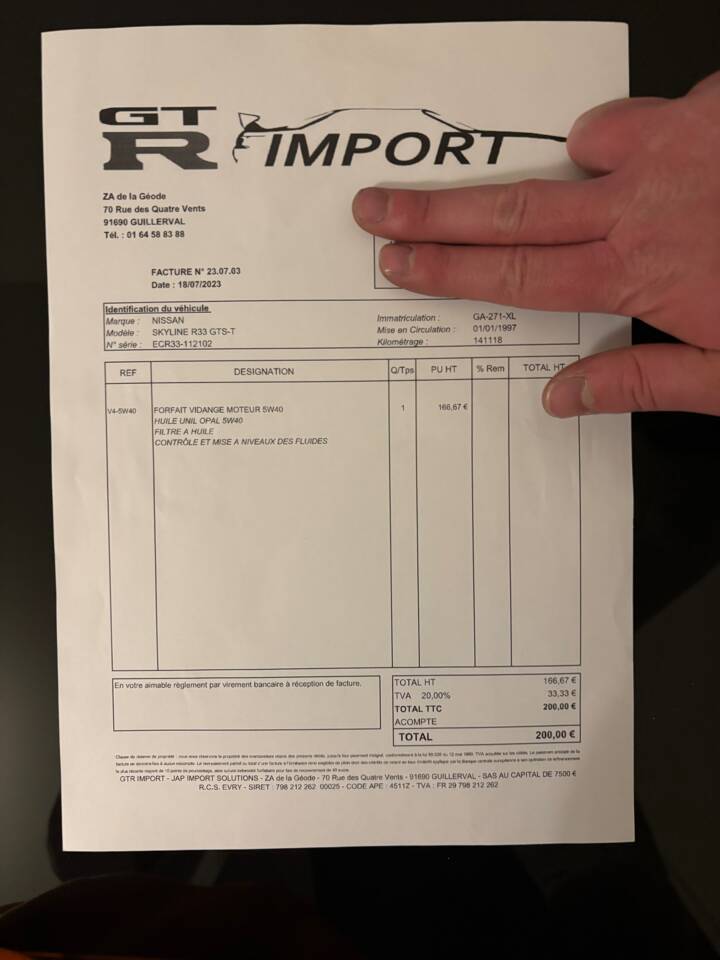 GT
R IMPORT
ZA de la Géode
70 Rue des Quatre Vents
91690 GUILLERVAL
Tél. : 01 64 58 83 88
FACTURE N° 23.07.03
Date : 18/07/2023
Identification du véhicule
Marque : NISSAN Immatriculation : GA-271-XL
Modèle : SKYLINE R33 GTS-T Mise en Circulation : 01/01/1997
N° série : ECR33-112102 Kilométrage : 141118
REF DESIGNATION Q/Tps PU HT % Rem TOTAL HT
V4-5W40 FORFAIT VIDANGE MOTEUR 5W40 1 166,67 €
HUILE UNIL OPAL 5W40
FILTRE A HUILE
CONTRÔLE ET MISE A NIVEAUX DES FLUIDES
En votre aimable règlement par virement bancaire à réception de facture.
TOTAL HT 166,67 €
TVA 20,00% 33,33 €
TOTAL TTC 200,00 €
ACOMPTE
TOTAL 200,00 €
GTR IMPORT - JAP IMPORT SOLUTIONS - ZA de la Géode - 70 Rue des Quatre Vents - 91690 GUILLERVAL - SAS AU CAPITAL DE 7500 €
R.C.S. EVRY - SIRET : 798 212 262 00025 - CODE APE : 4511Z - TVA : FR 29 798 212 262